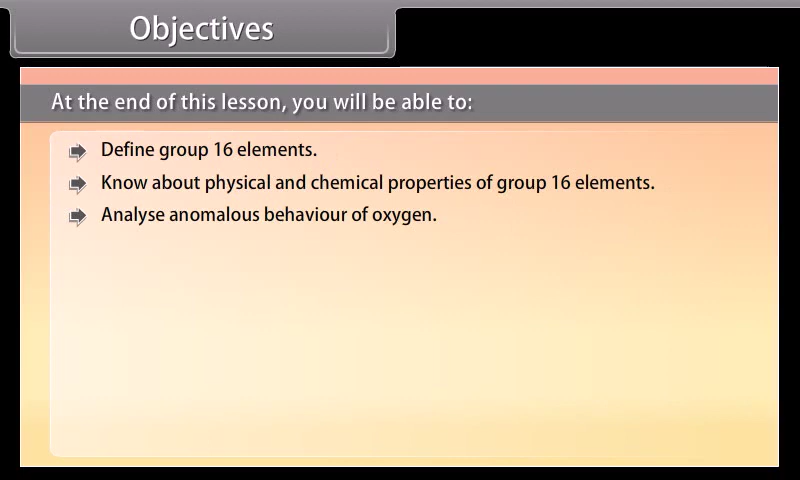 Objectives
At the end of this lesson, you will be able to:
Define group 16 elements.
Know about physical and chemical properties of group 16 elements.
Analyse anomalous behaviour of oxygen.